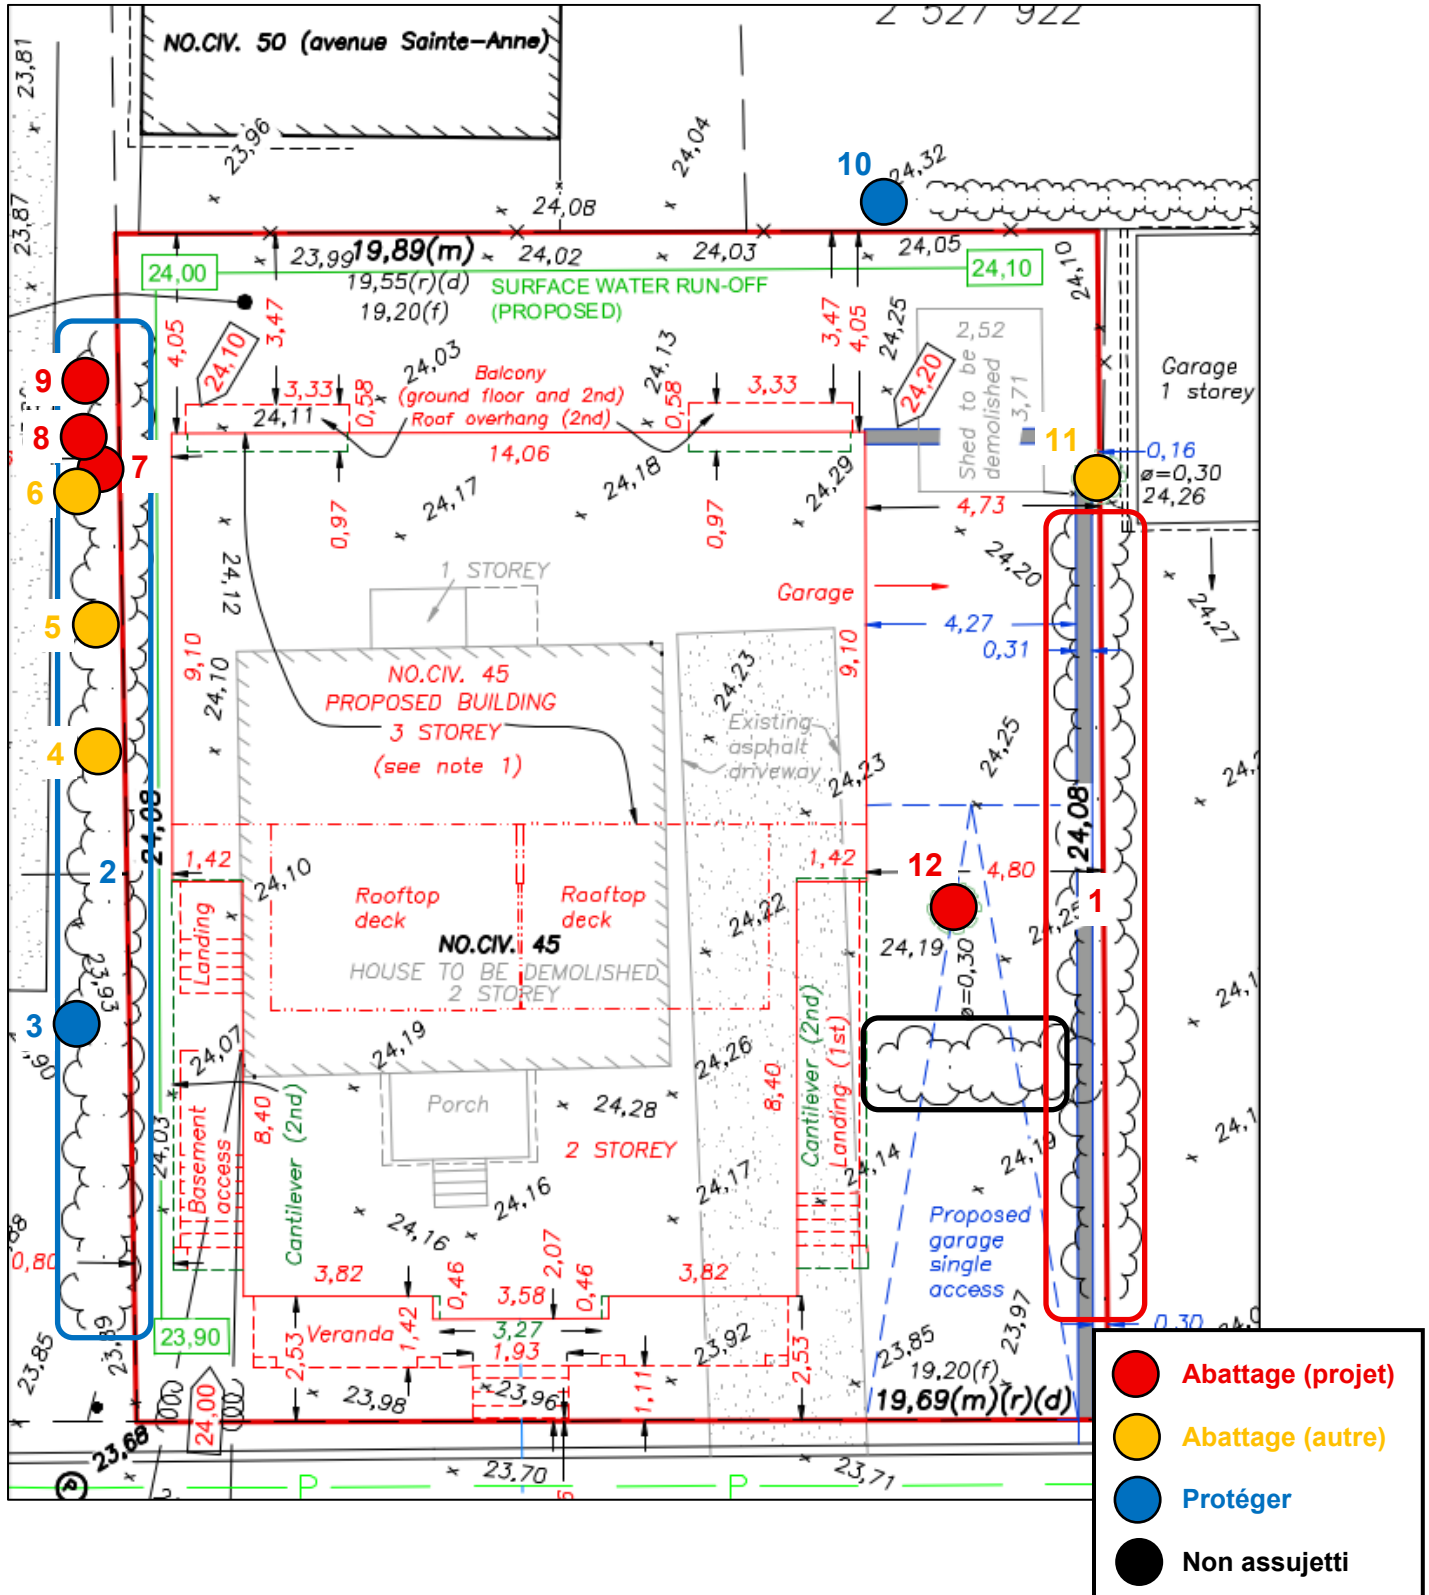 2 527 922
NO.CIV. 50 (avenue Sainte-Anne)
23,81
23,96
24,04
10
24,32
23,87
24,08
23,99
19,89(m)
24,02
24,03
24,05
24,10
24,00
19,55(r)(d)
19,20(f)
SURFACE WATER RUN-OFF
(PROPOSED)
24,10
4,05
3,47
3,47
4,05
24,25
2,52
3,71
Shed to be
demolished
Garage
1 storey
24,10
24,03
24,13
24,20
9
3,33
0,58
Balcony
(ground floor and 2nd)
Roof overhang (2nd)
0,58
3,33
24,11
8
7
6
14,06
11
0,16
ø=0,30
24,26
24,17
24,18
24,29
4,73
0,97
0,97
24,12
24,20
1 STOREY
Garage
24,27
5
4,27
0,31
9,10
9,10
24,10
NO.CIV. 45
PROPOSED BUILDING
3 STOREY
(see note 1)
24,23
Existing
asphalt
driveway
24,25
24,23
4
24,08
24,08
1,42
1,42
2
24,10
12
4,80
1
Rooftop
deck
Rooftop
deck
Landing
24,22
24,19
24,25
NO.CIV. 45
HOUSE TO BE DEMOLISHED
2 STOREY
ø=0,30
23,93
3
24,07
24,19
24,26
Cantilever (2nd)
Landing (1st)
,90
Porch
24,28
8,40
8,40
2 STOREY
24,03
Basement
access
Cantilever (2nd)
24,14
24,19
24,16
24,16
24,17
Proposed
garage
single
access
0,80
3,82
0,46
3,58
2,07
0,46
3,82
3,27
1,93
Veranda
1,42
2,53
23,92
2,53
23,90
23,89
23,85
23,85
23,97
0,30
19,20(f)
19,69(m)(r)(d)
1,11
23,98
23,96
24,00
23,68
P
23,70
P
23,71
P
Abattage (projet)
Abattage (autre)
Protéger
Non assujetti